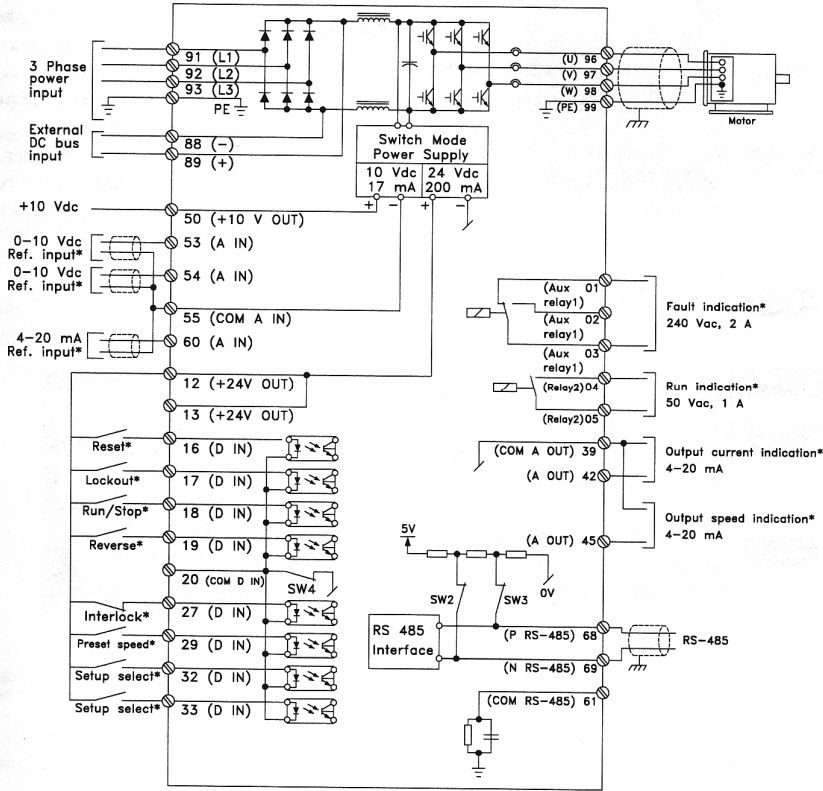 3 Phase
power
input
91 (L1)
92 (L2)
93 (L3)
PE
External
DC bus
input
88 (−)
89 (+)
Switch Mode
Power Supply
10 Vdc
17 mA
24 Vdc
200 mA
+ − + −
(U) 96
(V) 97
(W) 98
(PE) 99
Motor
+10 Vdc
50 (+10 V OUT)
0−10 Vdc
Ref. input*
53 (A IN)
0−10 Vdc
Ref. input*
54 (A IN)
55 (COM A IN)
4−20 mA
Ref. input*
60 (A IN)
12 (+24V OUT)
13 (+24V OUT)
Reset*
16 (D IN)
Lockout*
17 (D IN)
Run/Stop*
18 (D IN)
Reverse*
19 (D IN)
20 (COM D IN)
SW4
Interlock*
27 (D IN)
Preset speed*
29 (D IN)
Setup select*
32 (D IN)
Setup select*
33 (D IN)
(Aux 01
relay1)
(Aux 02
relay1)
(Aux 03
relay1)
Fault indication*
240 Vac, 2 A
(Relay2)04
(Relay2)05
Run indication*
50 Vac, 1 A
(COM A OUT) 39
(A OUT) 42
Output current indication*
4−20 mA
(A OUT) 45
Output speed indication*
4−20 mA
5V
0V
SW2
SW3
RS 485
Interface
(P RS−485) 68
(N RS−485) 69
RS−485
(COM RS−485) 61